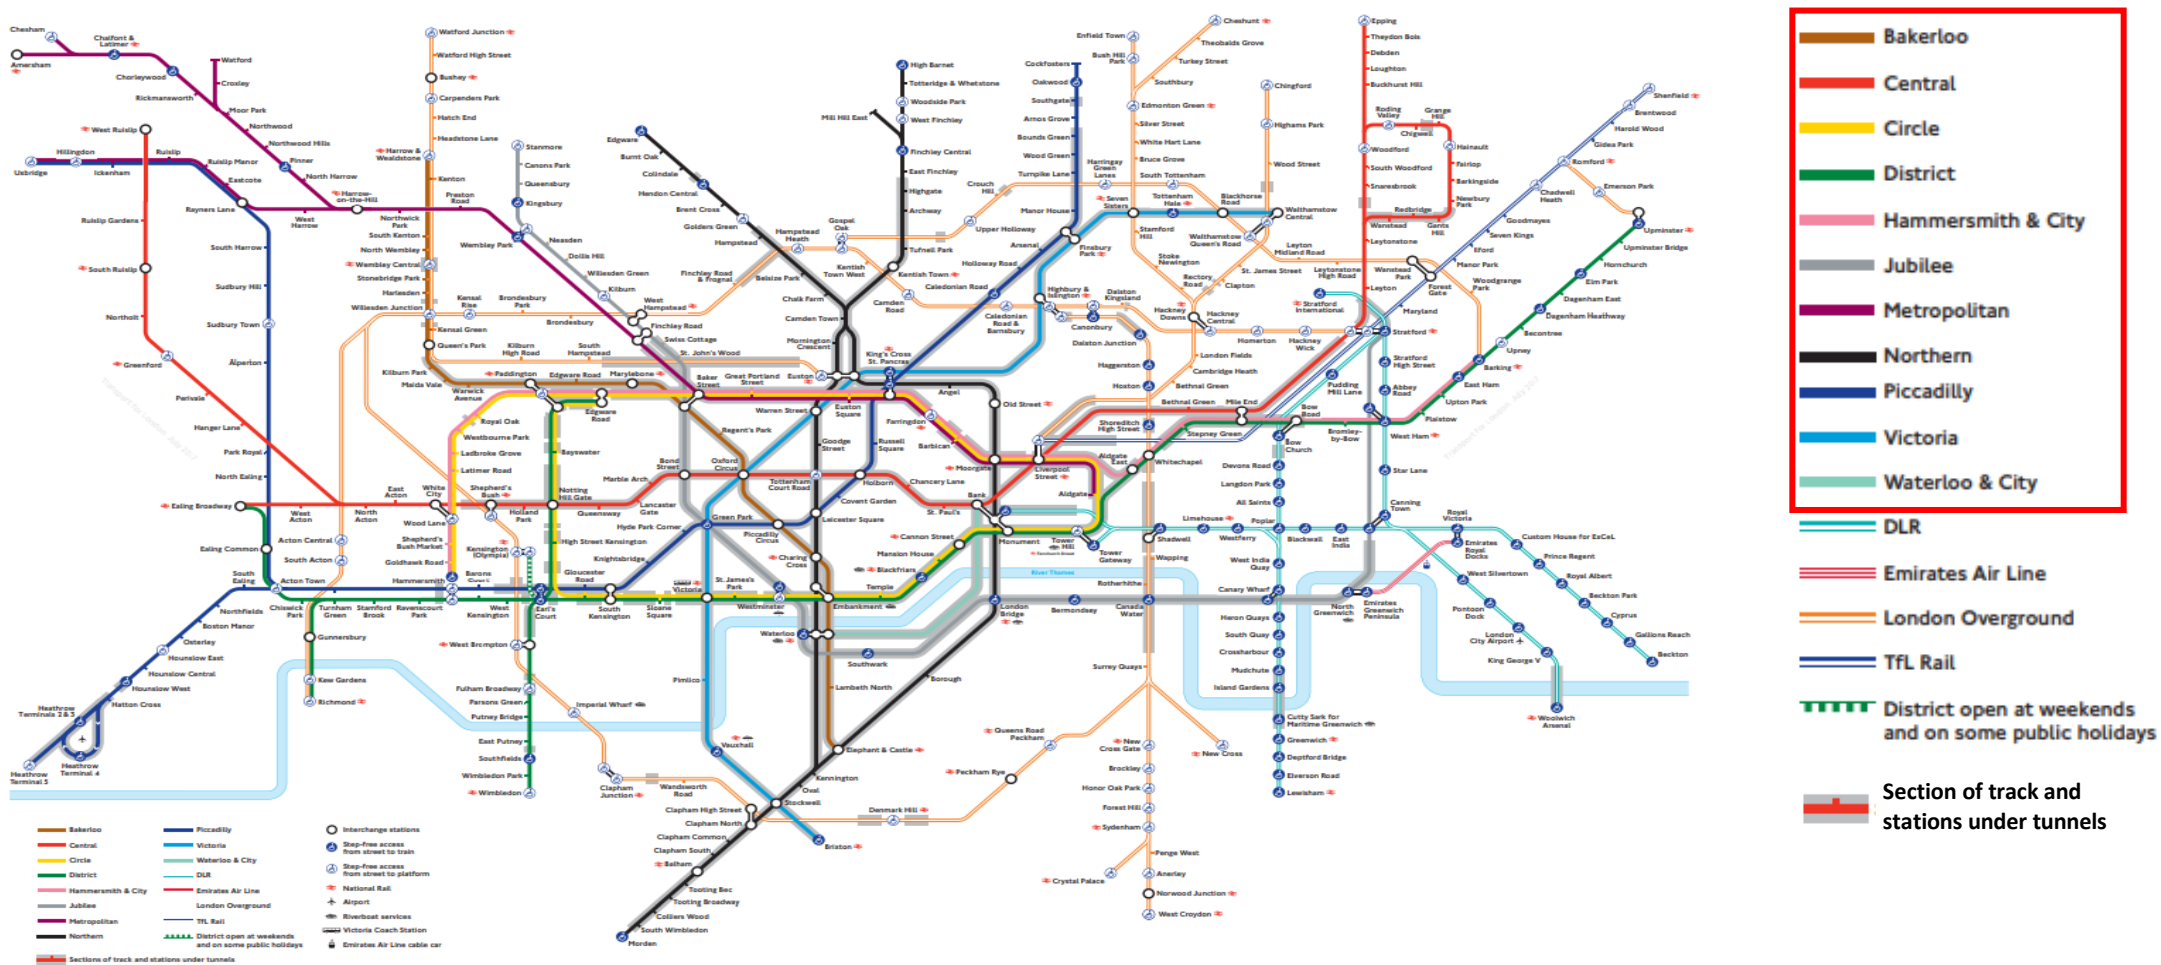 Chesham
Chalfont &
Latimer
Amersham
Chorleywood
Rickmansworth
Watford
Croxley
Moor Park
Northwood
Northwood Hills
Pinner
North Harrow
Harrow-
on-the-Hill
West Ruislip
Hillingdon
Uxbridge
Ickenham
Ruislip
Ruislip Manor
Eastcote
Rayners Lane
West
Harrow
Northwick
Park
Preston
Road
Ruislip Gardens
South Ruislip
Northolt
Greenford
Perivale
Hanger Lane
South Harrow
Sudbury Hill
Sudbury Town
Alperton
Park Royal
North Ealing
Ealing Broadway
West
Acton
North
Acton
East
Acton
White
City
Ealing Common
South
Ealing
Acton Town
Northfields
Boston Manor
Osterley
Hounslow East
Hounslow Central
Hounslow West
Hatton Cross
Heathrow
Terminals 2 & 3
Heathrow
Terminal 4
Heathrow
Terminal 5
Watford Junction
Watford High Street
Bushey
Carpenders Park
Hatch End
Headstone Lane
Harrow &
Wealdstone
Kenton
South Kenton
North Wembley
Wembley Central
Stonebridge Park
Harlesden
Willesden Junction
Kensal Green
Queen's Park
Kilburn Park
Maida Vale
Warwick
Avenue
Paddington
Edgware Road
Marylebone
Stanmore
Canons Park
Queensbury
Kingsbury
Wembley Park
Neasden
Dollis Hill
Willesden Green
Kilburn
West
Hampstead
Finchley Road
Swiss Cottage
St. John's Wood
Kensal
Rise
Brondesbury
Park
Brondesbury
Kilburn
High Road
South
Hampstead
Finchley Road
& Frognal
Hampstead
Heath
Gospel
Oak
Kentish
Town West
Camden
Road
Caledonian
Road &
Barnsbury
Edgware
Burnt Oak
Colindale
Hendon Central
Brent Cross
Golders Green
Hampstead
Belsize Park
Chalk Farm
Camden Town
Mornington
Crescent
Euston
High Barnet
Totteridge & Whetstone
Woodside Park
West Finchley
Mill Hill East
Finchley Central
East Finchley
Highgate
Archway
Tufnell Park
Kentish Town
Cockfosters
Oakwood
Southgate
Arnos Grove
Bounds Green
Wood Green
Turnpike Lane
Manor House
Arsenal
Finsbury
Park
Holloway Road
Caledonian Road
King's Cross
St. Pancras
Crouch
Hill
Upper Holloway
Harringay
Green
Lanes
South Tottenham
Enfield Town
Bush Hill
Park
Cheshunt
Theobalds Grove
Turkey Street
Southbury
Edmonton Green
Silver Street
White Hart Lane
Bruce Grove
Seven
Sisters
Tottenham
Hale
Blackhorse
Road
Walthamstow
Central
Walthamstow
Queen's Road
Stamford
Hill
Stoke
Newington
Rectory
Road
Clapton
St. James Street
Chingford
Highams Park
Wood Street
Leyton
Midland Road
Leytonstone
High Road
Wanstead
Park
Woodgrange
Park
Highbury &
Islington
Canonbury
Dalston
Kingsland
Dalston Junction
Haggerston
Hoxton
Shoreditch
High Street
Hackney
Downs
Hackney
Central
Homerton
Hackney
Wick
London Fields
Cambridge Heath
Bethnal Green
Epping
Theydon Bois
Debden
Loughton
Buckhurst Hill
Roding
Valley
Chigwell
Grange
Hill
Hainault
Fairlop
Barkingside
Newbury
Park
Gants
Hill
Redbridge
Wanstead
Woodford
South Woodford
Snaresbrook
Leytonstone
Leyton
Stratford
Stratford
International
Stratford
High Street
Abbey
Road
West Ham
Star Lane
Canning
Town
Shenfield
Brentwood
Harold Wood
Gidea Park
Romford
Emerson Park
Chadwell
Heath
Goodmayes
Seven Kings
Ilford
Manor Park
Forest
Gate
Maryland
Upminster
Upminster Bridge
Hornchurch
Elm Park
Dagenham East
Dagenham Heathway
Becontree
Upney
Barking
East Ham
Upton Park
Plaistow
Bromley-
by-Bow
Bow
Road
Mile End
Bethnal Green
Stepney Green
Whitechapel
Pudding
Mill Lane
Bow
Church
Devons Road
Langdon Park
All Saints
Poplar
Limehouse
Westferry
Blackwall
East
India
West India
Quay
Canary Wharf
Heron Quays
South Quay
Crossharbour
Mudchute
Island Gardens
Cutty Sark for
Maritime Greenwich
Greenwich
Deptford Bridge
Elverson Road
Lewisham
Royal
Victoria
Emirates
Royal
Docks
Custom House for ExCeL
Prince Regent
Royal Albert
Beckton Park
Cyprus
Gallions Reach
Beckton
West Silvertown
Pontoon
Dock
London
City Airport
King George V
Woolwich
Arsenal
Emirates
Greenwich
Peninsula
North
Greenwich
Canada
Water
Bermondsey
London
Bridge
Southwark
Waterloo
Royal Oak
Westbourne Park
Ladbroke Grove
Latimer Road
Wood Lane
Shepherd's
Bush Market
Goldhawk Road
Hammersmith
Shepherd's
Bush
Holland
Park
Notting
Hill Gate
Queensway
Lancaster
Gate
Marble Arch
Bond
Street
Oxford
Circus
Tottenham
Court Road
Holborn
Chancery Lane
St. Paul's
Bank
Liverpool
Street
Edgware
Road
Bayswater
High Street Kensington
Kensington
(Olympia)
Barons
Court
Gloucester
Road
Earl's
Court
South
Kensington
Sloane
Square
Victoria
St. James's
Park
Westminster
Embankment
Temple
Blackfriars
Mansion House
Cannon Street
Monument
Tower
Hill
Fenchurch Street
Tower
Gateway
Aldgate
Aldgate
East
Moorgate
Barbican
Farringdon
Old Street
Angel
Baker
Street
Great Portland
Street
Euston
Square
Warren Street
Regent's Park
Goodge
Street
Russell
Square
Covent Garden
Leicester Square
Piccadilly
Circus
Green Park
Hyde Park Corner
Knightsbridge
Charing
Cross
Lambeth North
Elephant & Castle
Borough
Kennington
Oval
Stockwell
Pimlico
Vauxhall
Brixton
Clapham High Street
Clapham North
Clapham Common
Clapham South
Balham
Tooting Bec
Tooting Broadway
Colliers Wood
South Wimbledon
Morden
Chiswick
Park
Turnham
Green
Stamford
Brook
Ravenscourt
Park
West
Kensington
Acton Central
South Acton
Gunnersbury
Kew Gardens
Richmond
West Brompton
Fulham Broadway
Parsons Green
Putney Bridge
East Putney
Southfields
Wimbledon Park
Wimbledon
Imperial Wharf
Clapham
Junction
Wandsworth
Road
Denmark Hill
Peckham Rye
Queens Road
Peckham
Shadwell
Wapping
Rotherhithe
Surrey Quays
New
Cross Gate
New Cross
Brockley
Honor Oak Park
Forest Hill
Sydenham
Penge West
Crystal Palace
Anerley
Norwood Junction
West Croydon
River Thames
Bakerloo
Central
Circle
District
Hammersmith & City
Jubilee
Metropolitan
Northern
Piccadilly
Victoria
Waterloo & City
DLR
Emirates Air Line
London Overground
TfL Rail
District open at weekends
and on some public holidays
Sections of track and stations under tunnels
Interchange stations
Step-free access
from street to train
Step-free access
from street to platform
National Rail
Airport
Riverboat services
Victoria Coach Station
Emirates Air Line cable car
Bakerloo
Central
Circle
District
Hammersmith & City
Jubilee
Metropolitan
Northern
Piccadilly
Victoria
Waterloo & City
DLR
Emirates Air Line
London Overground
TfL Rail
District open at weekends
and on some public holidays
Section of track and
stations under tunnels